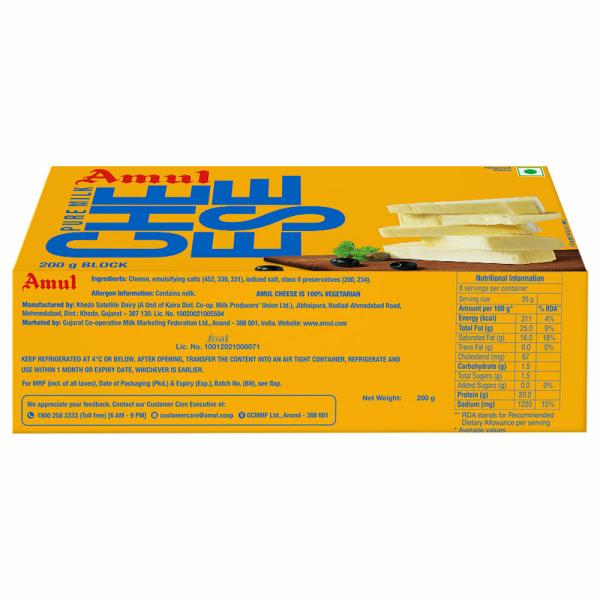 Amul
PURE MILK
CHEESE
200 g BLOCK
Processed
Cheese
Amul
Ingredients: Cheese, emulsifying salts (452, 339, 331), iodized salt, class II preservatives (200, 234).
Allergen Information: Contains milk. AMUL CHEESE IS 100% VEGETARIAN
Manufactured by: Kheda Satellite Dairy (A Unit of Kaira Dist. Co-op. Milk Producers' Union Ltd.), Jibhaipura, Nadiad-Ahmedabad Road,
Mehmedabad, Dist.: Kheda, Gujarat – 387 130. Lic. No. 10020021005504
Marketed by: Gujarat Co-operative Milk Marketing Federation Ltd., Anand - 388 001, India. Website: www.amul.com
fssai
Lic. No. 10012021000071
KEEP REFRIGERATED AT 4°C OR BELOW. AFTER OPENING, TRANSFER THE CONTENT INTO AN AIR TIGHT CONTAINER, REFRIGERATE AND
USE WITHIN 1 MONTH OR EXPIRY DATE, WHICHEVER IS EARLIER.
For MRP (incl. of all taxes), Date of Packaging (Pkd.) & Expiry (Exp.), Batch No. (BN), see flap.
We appreciate your feedback. Contact our Customer Care Executive at:
1800 258 3333 (Toll free) [6 AM - 9 PM] customercare@amul.coop GCMMF Ltd., Anand - 388 001
Net Weight: 200 g
Nutritional Information
8 servings per container
Serving size 25 g
Amount per 100 g* % RDA**
Energy (kcal) 311 4%
Total Fat (g) 25.0 9%
Saturated Fat (g) 16.0 18%
Trans Fat (g) 0.0 0%
Cholesterol (mg) 67
Carbohydrate (g) 1.5
Total Sugars (g) 1.5
Added Sugars (g) 0.0 0%
Protein (g) 20.0
Sodium (mg) 1220 15%
** RDA stands for Recommended
Dietary Allowance per serving
* Average values